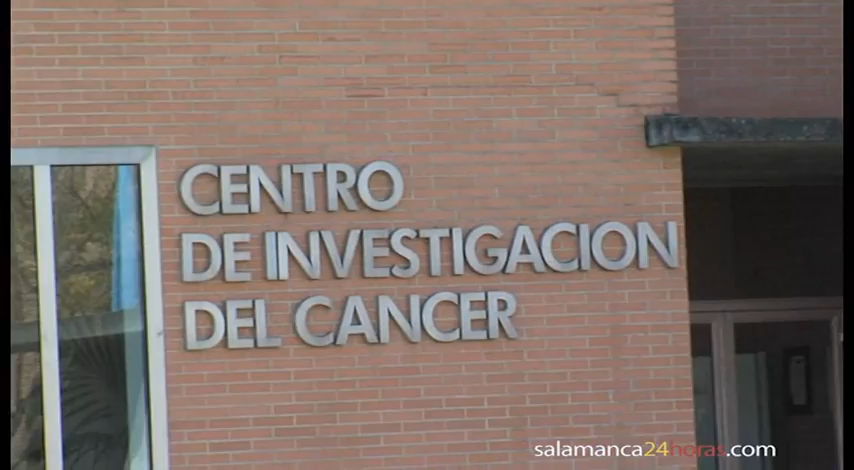 CENTRO
DE INVESTIGACION
DEL CANCER
salamanca24horas.com